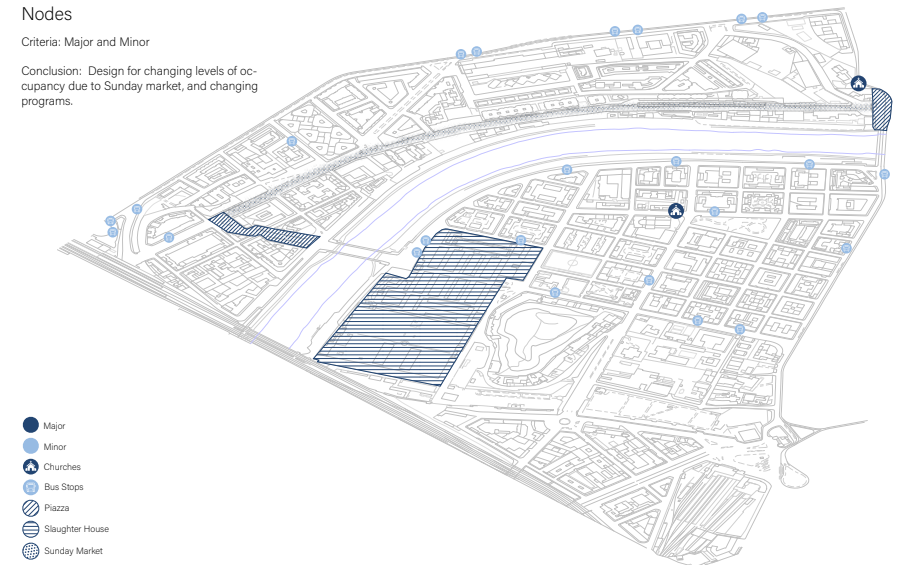 Nodes
Criteria: Major and Minor
Conclusion:  Design for changing levels of oc-
cupancy due to Sunday market, and changing
programs.
Major
Minor
Churches
Bus Stops
Piazza
Slaughter House
Sunday Market